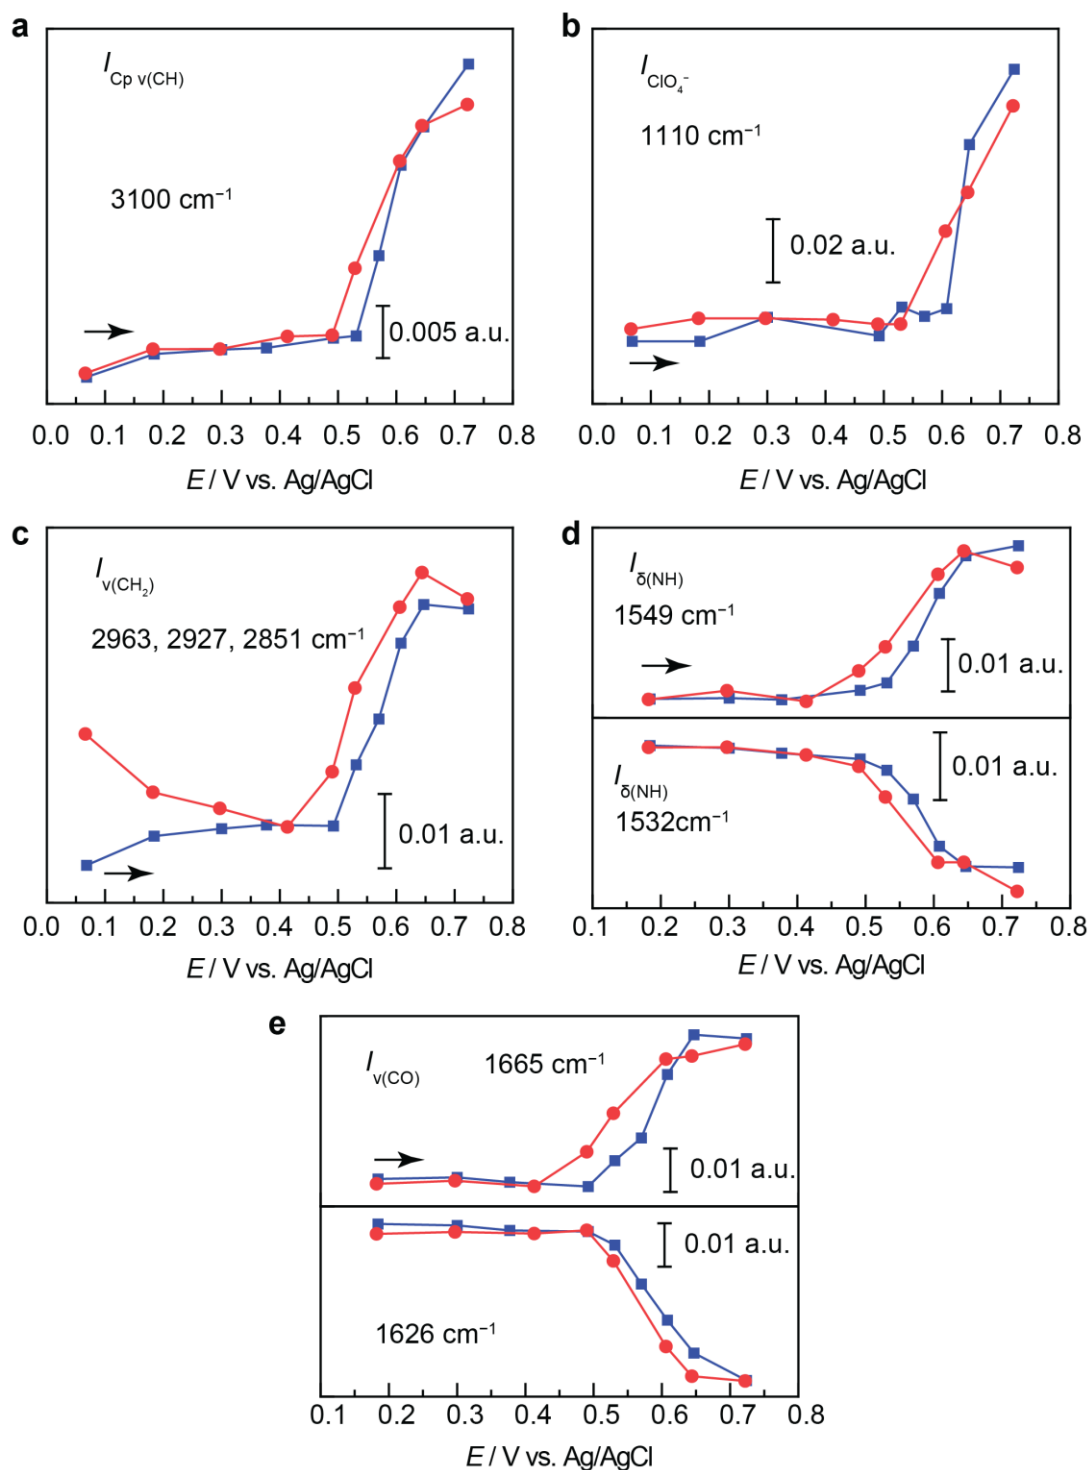 a
I Cp ν(CH)
3100 cm⁻¹
0.005 a.u.
0.0 0.1 0.2 0.3 0.4 0.5 0.6 0.7 0.8
E / V vs. Ag/AgCl
b
I ClO₄⁻
1110 cm⁻¹
0.02 a.u.
0.0 0.1 0.2 0.3 0.4 0.5 0.6 0.7 0.8
E / V vs. Ag/AgCl
c
I ν(CH₂)
2963, 2927, 2851 cm⁻¹
0.01 a.u.
0.0 0.1 0.2 0.3 0.4 0.5 0.6 0.7 0.8
E / V vs. Ag/AgCl
d
I δ(NH)
1549 cm⁻¹
0.01 a.u.
0.01 a.u.
I δ(NH)
1532cm⁻¹
0.1 0.2 0.3 0.4 0.5 0.6 0.7 0.8
E / V vs. Ag/AgCl
e
I ν(CO)
1665 cm⁻¹
0.01 a.u.
0.01 a.u.
1626 cm⁻¹
0.1 0.2 0.3 0.4 0.5 0.6 0.7 0.8
E / V vs. Ag/AgCl